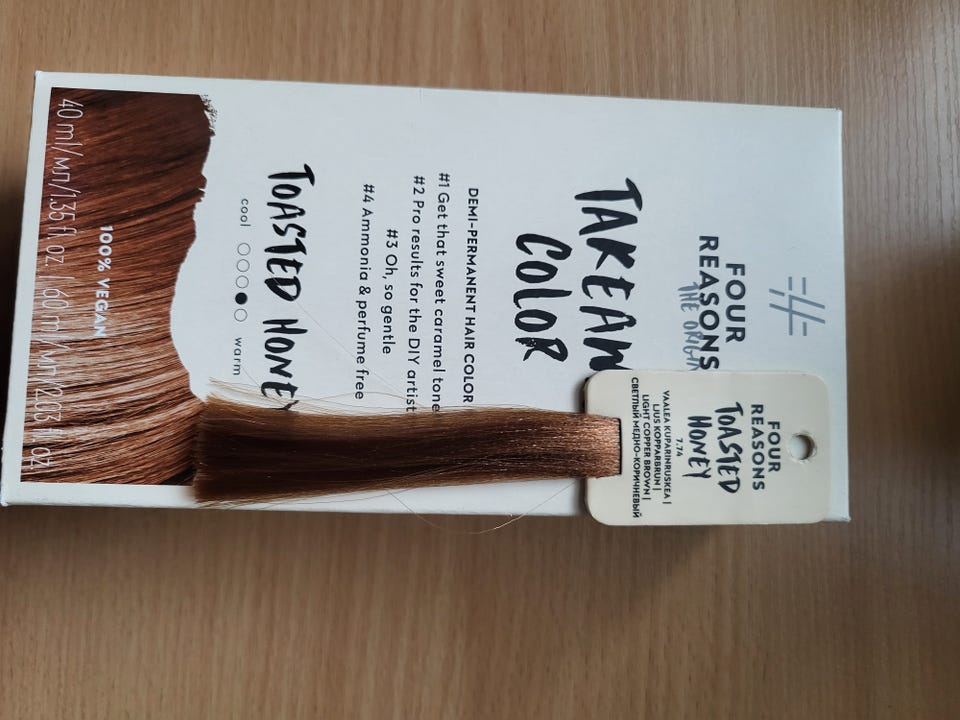 FOUR
REASONS
THE ORIGIN
TAKEAW
COLOR
DEMI-PERMANENT HAIR COLOR
#1 Get that sweet caramel tone
#2 Pro results for the DIY artist
#3 Oh, so gentle
#4 Ammonia & perfume free
TOASTED HONEY
cool warm
100% VEGAN
40 ml/мл/1.35 fl. oz. | 60 ml/мл/2.03 fl. oz
FOUR
REASONS
TOASTED
HONEY
7.74
VAALEA KUPARINRUSKEA |
LJUS KOPPARBRUN |
LIGHT COPPER BROWN |
СВЕТЛЫЙ МЕДНО-КОРИЧНЕВЫЙ